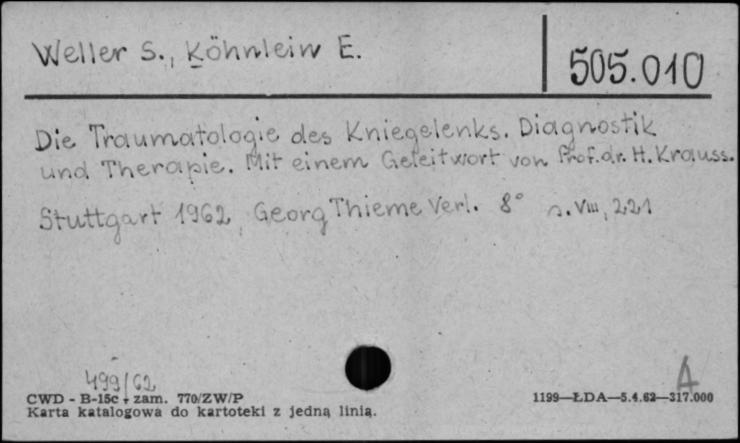 Weller S., Köhnlein E.
505.010
Die Traumatologie des Kniegelenks. Diagnostik
und Therapie. Mit einem Geleitwort von Prof. dr. H. Krauss.
Stuttgart 1962, Georg Thieme Verl. 8° s. VIII, 221
499/62
A
CWD - B-15c, zam. 770/ZW/P
1199—ŁDA—5.4.62—317.000
Karta katalogowa do kartoteki z jedną linią.